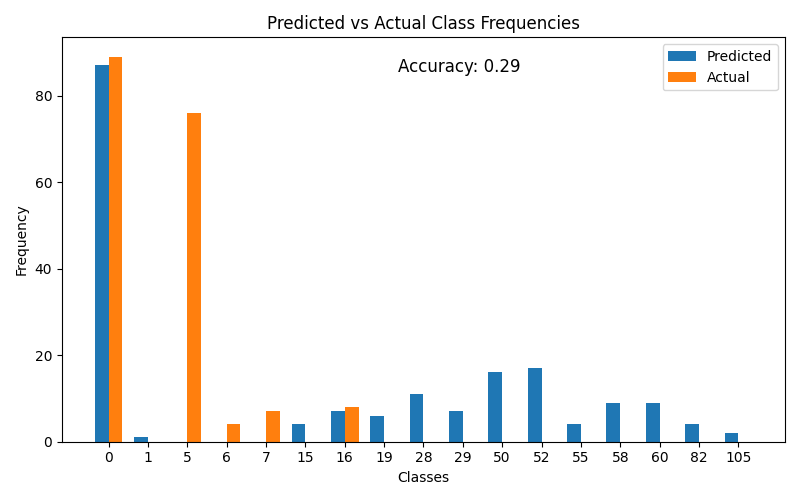 Predicted vs Actual Class Frequencies
Accuracy: 0.29
Predicted
Actual
Frequency
80
60
40
20
0
0 1 5 6 7 15 16 19 28 29 50 52 55 58 60 82 105
Classes